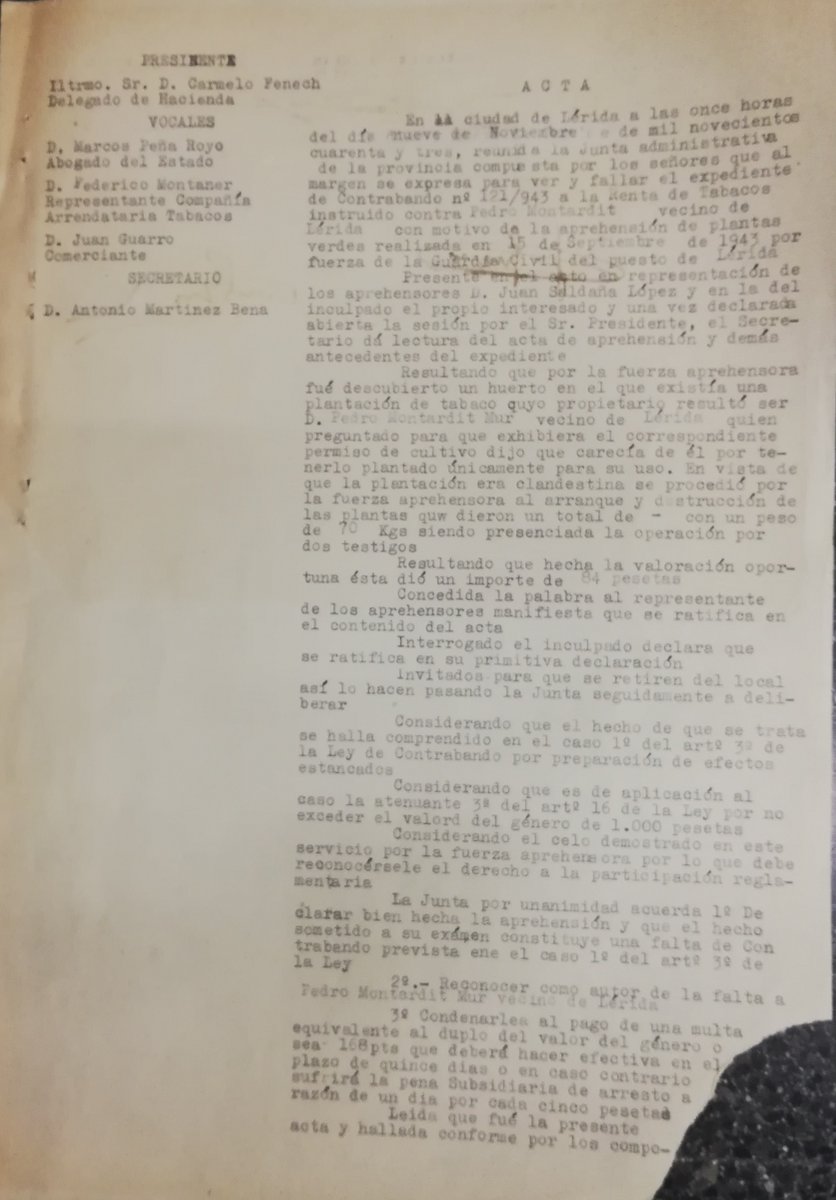 PRESIDENTE
Iltrmo. Sr. D. Carmelo Fenech
Delegado de Hacienda
VOCALES
D. Marcos Peña Royo
Abogado del Estado
D. Federico Montaner
Representante Compañía
Arrendataria Tabacos
D. Juan Guarro
Comerciante
SECRETARIO
D. Antonio Martinez Bena
A C T A
En la ciudad de Lérida a las once horas
del día nueve de Noviembre e de mil novecientos
cuarenta y tres, reunida la Junta administrativa
de la provincia compuesta por los señores que al
margen se expresa para ver y fallar el expediente
de Contrabando nº 121/943 a la Renta de Tabacos
instruido contra Pedro Montardit vecino de
Lérida con motivo de la aprehensión de plantas
verdes realizada en 15 de Septiembre de 1943 por
fuerza de la Guardia Civil del puesto de Lérida
Presente en el acto en representación de
los aprehensores D. Juan Saldaña López y en la del
inculpado el propio interesado y una vez declarada
abierta la sesión por el Sr. Presidente, el Secre-
tario dá lectura del acta de aprehensión y demás
antecedentes del expediente
Resultando que por la fuerza aprehensora
fué descubierto un huerto en el que existía una
plantación de tabaco quyo propietario resultó ser
D. Pedro Montardit Mur vecino de Lérida quien
preguntado para que exhibiera el correspondiente
permiso de cultivo dijo que carecía de él por te-
nerlo plantado únicamente para su uso. En vista de
que la plantación era clandestina se procedió por
la fuerza aprehensora al arranque y destrucción de
las plantas quw dieron un total de - con un peso
de 70 Kgs siendo presenciada la operación por
dos testigos
Resultando que hecha la valoración opor-
tuna ésta dió un importe de 84 pesetas
Concedida la palabra al representante
de los aprehensores manifiesta que se ratifica en
el contenido del acta
Interrogado el inculpado declara que
se ratifica en su primitiva declaración
Invitados para que se retiren del local
así lo hacen pasando la Junta seguidamente a deli-
berar
Considerando que el hecho de que se trata
se halla comprendido en el caso 1º del artº 3º de
la Ley de Contrabando por preparación de efectos
estancados
Considerando que es de aplicación al
caso la atenuante 3ª del artº 16 de la Ley por no
exceder el valord del género de 1.000 pesetas
Considerando el celo demostrado en este
servicio por la fuerza aprehensora por lo que debe
reconocérsele el derecho a la participación regla-
mentaria
La Junta por unanimidad acuerda 1º De
clarar bien hecha la aprehensión y que el hecho
sometido a su exámen constituye una falta de Con
trabando prevista ene el caso 1º del artº 3º de
la Ley
2º.- Reconocer como autor de la falta a
Pedro Montardit Mur vecino de Lérida
3º Condenarlea al pago de una multa
equivalente al duplo del valor del género o
sea 168pts que deberá hacer efectiva en el
plazo de quince dias o en caso contrario
sufrirá la pena Subsidiaria de arresto a
razón de un dia por cada cinco pesetas
Leida que fué la presente
acta y hallada conforme por los compo-